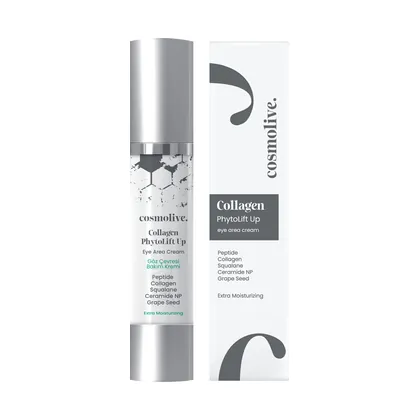 cosmolive.
Collagen
PhytoLift Up
Eye Area Cream
Göz Çevresi
Bakım Kremi
Peptide
Collagen
Squalane
Ceramide NP
Grape Seed
Extra Moisturizing
cosmolive.
Collagen
PhytoLift Up
eye area cream
Peptide
Collagen
Squalane
Ceramide NP
Grape Seed
Extra Moisturizing